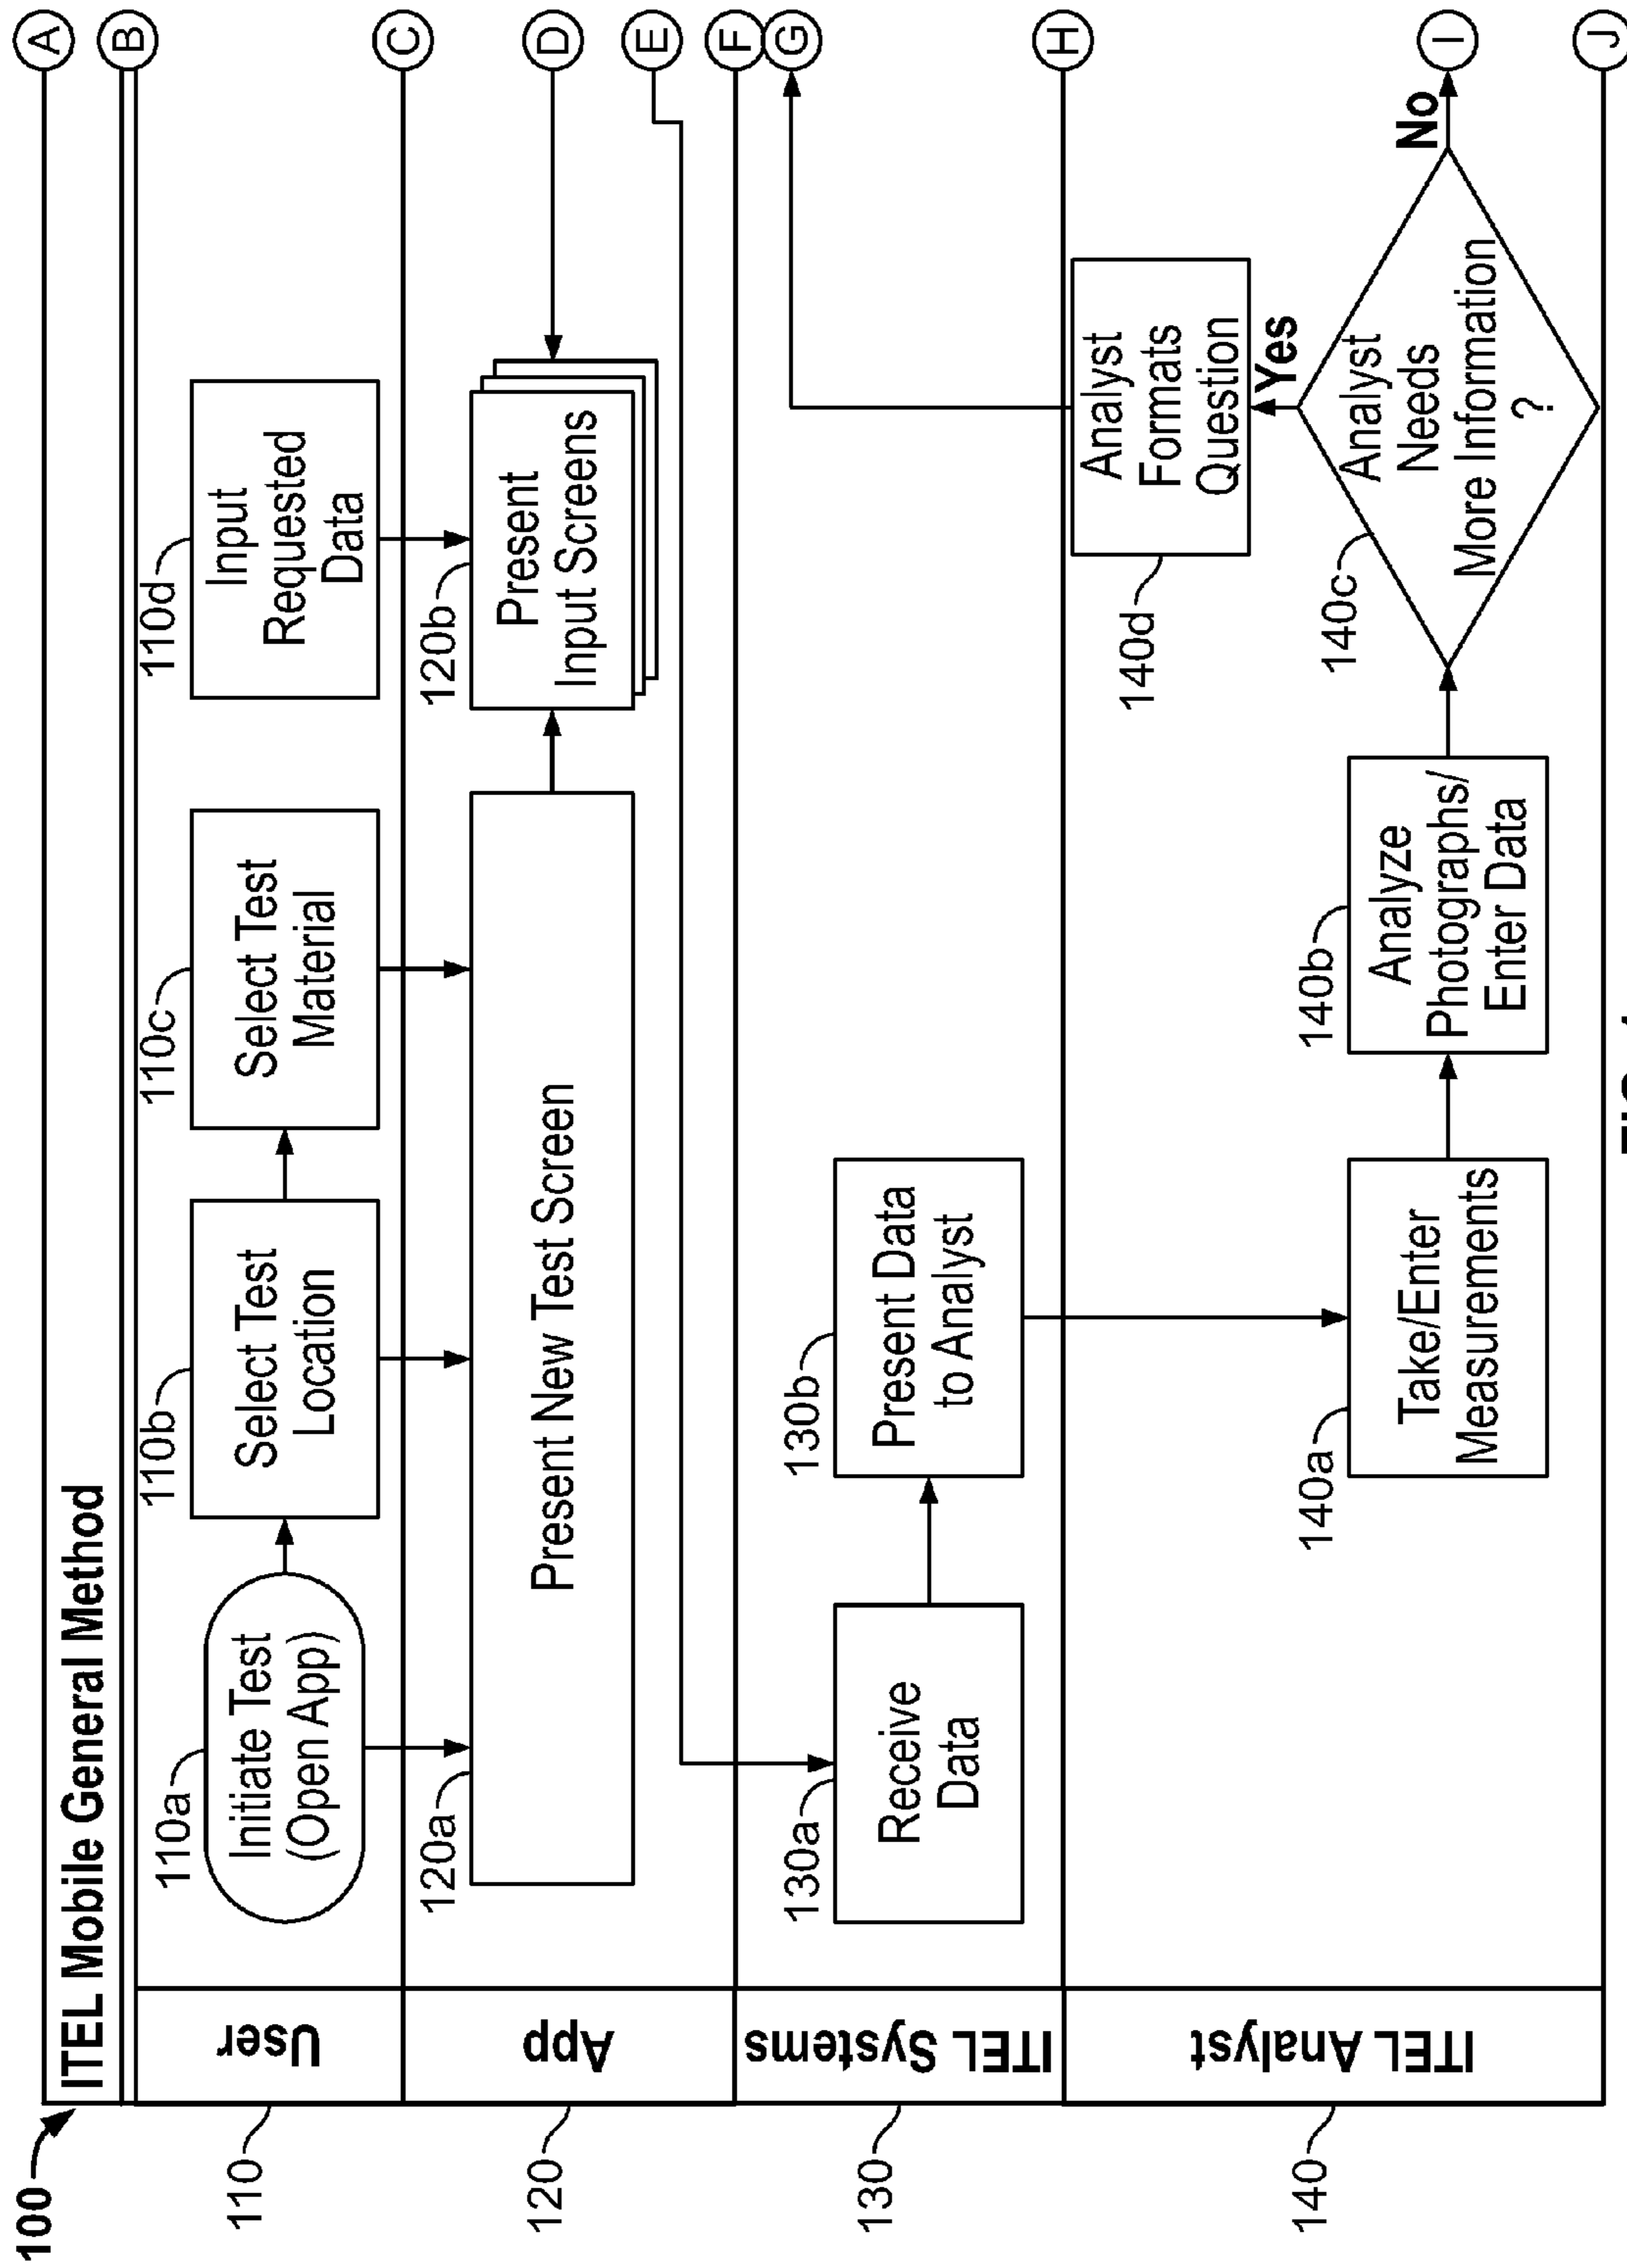 100
ITEL Mobile General Method
A
B
110
User
110a
Initiate Test
(Open App)
110b
Select Test
Location
110c
Select Test
Material
110d
Input
Requested
Data
C
120
App
120a
Present New Test Screen
120b
Present
Input Screens
D
E
F
130
ITEL Systems
130a
Receive
Data
130b
Present Data
to Analyst
G
H
140
ITEL Analyst
140a
Take/Enter
Measurements
140b
Analyze
Photographs/
Enter Data
140c
Analyst
Needs
More Information
?
Yes
No
140d
Analyst
Formats
Question
I
J